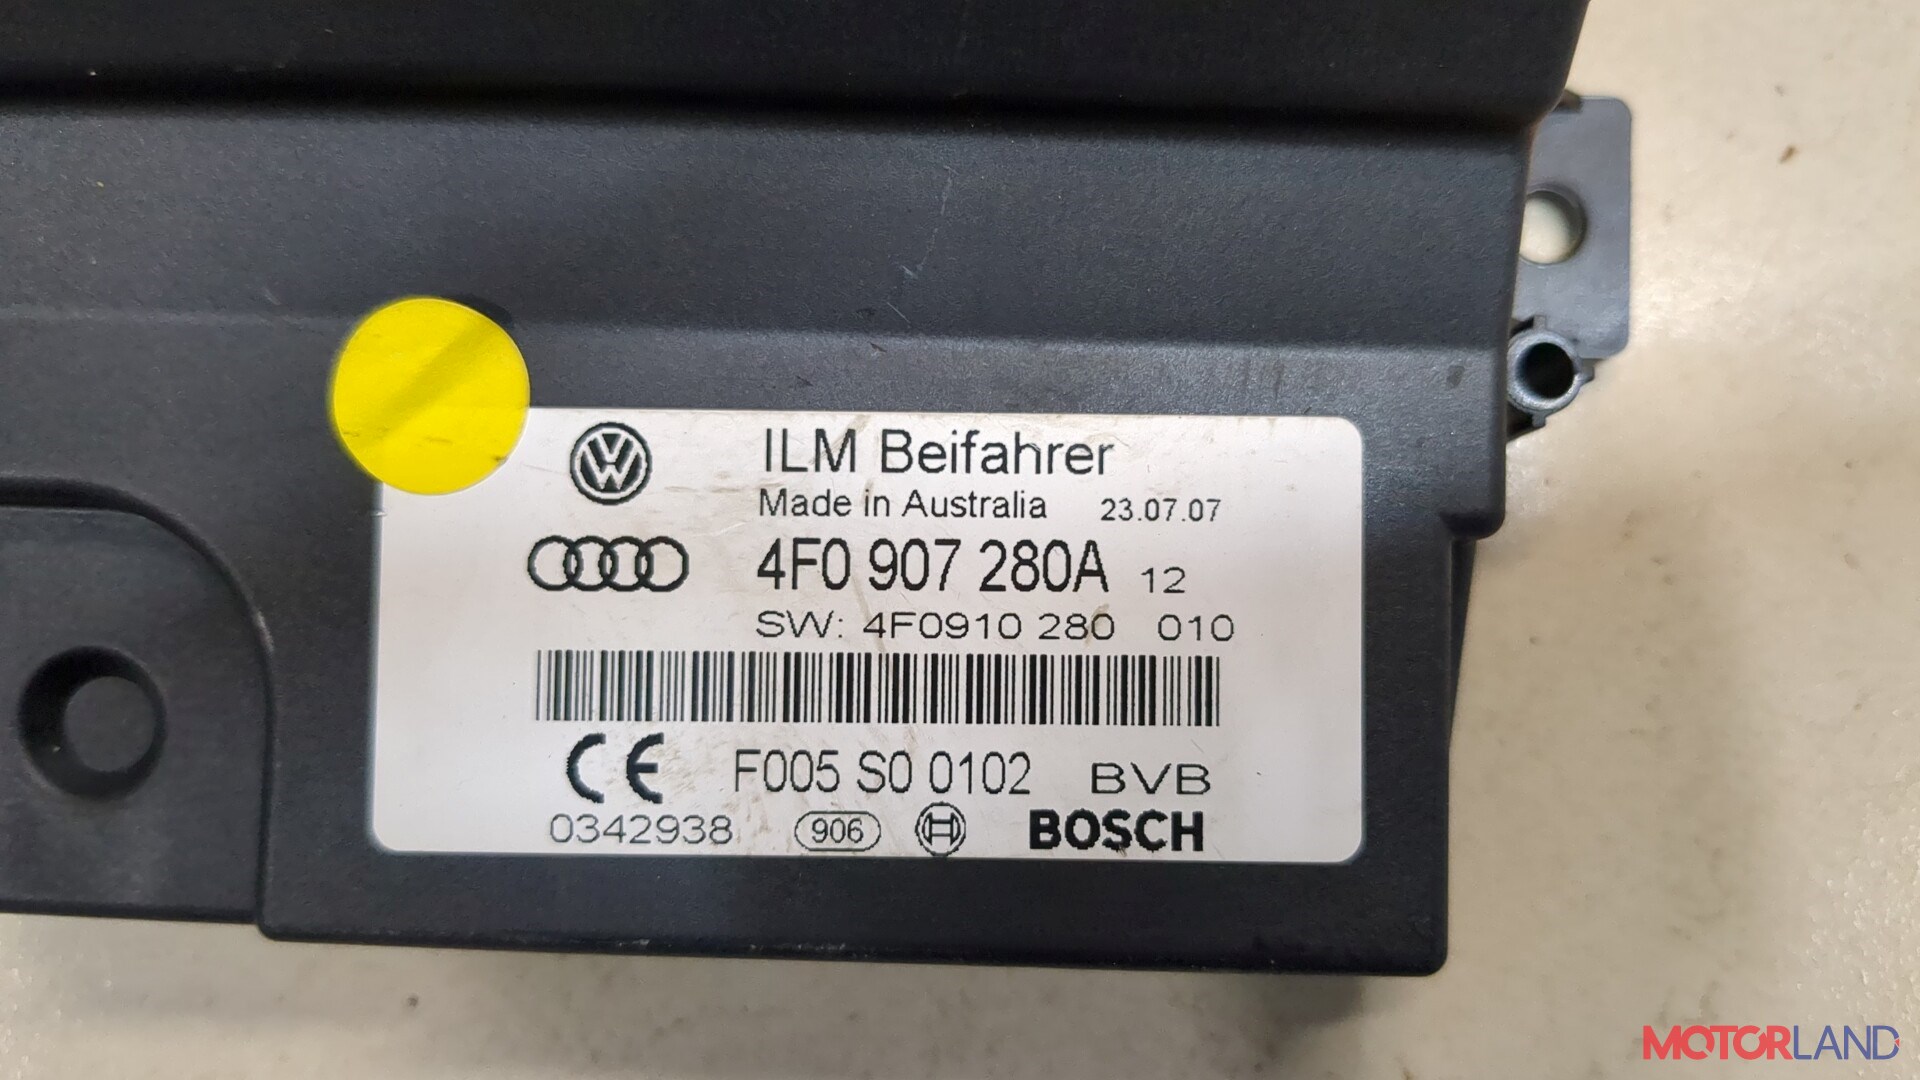 ILM Beifahrer
Made in Australia 23.07.07
4F0 907 280A 12
SW: 4F0910 280 010
CE F005 S0 0102 BVB
0342938 906 BOSCH
MOTORLAND